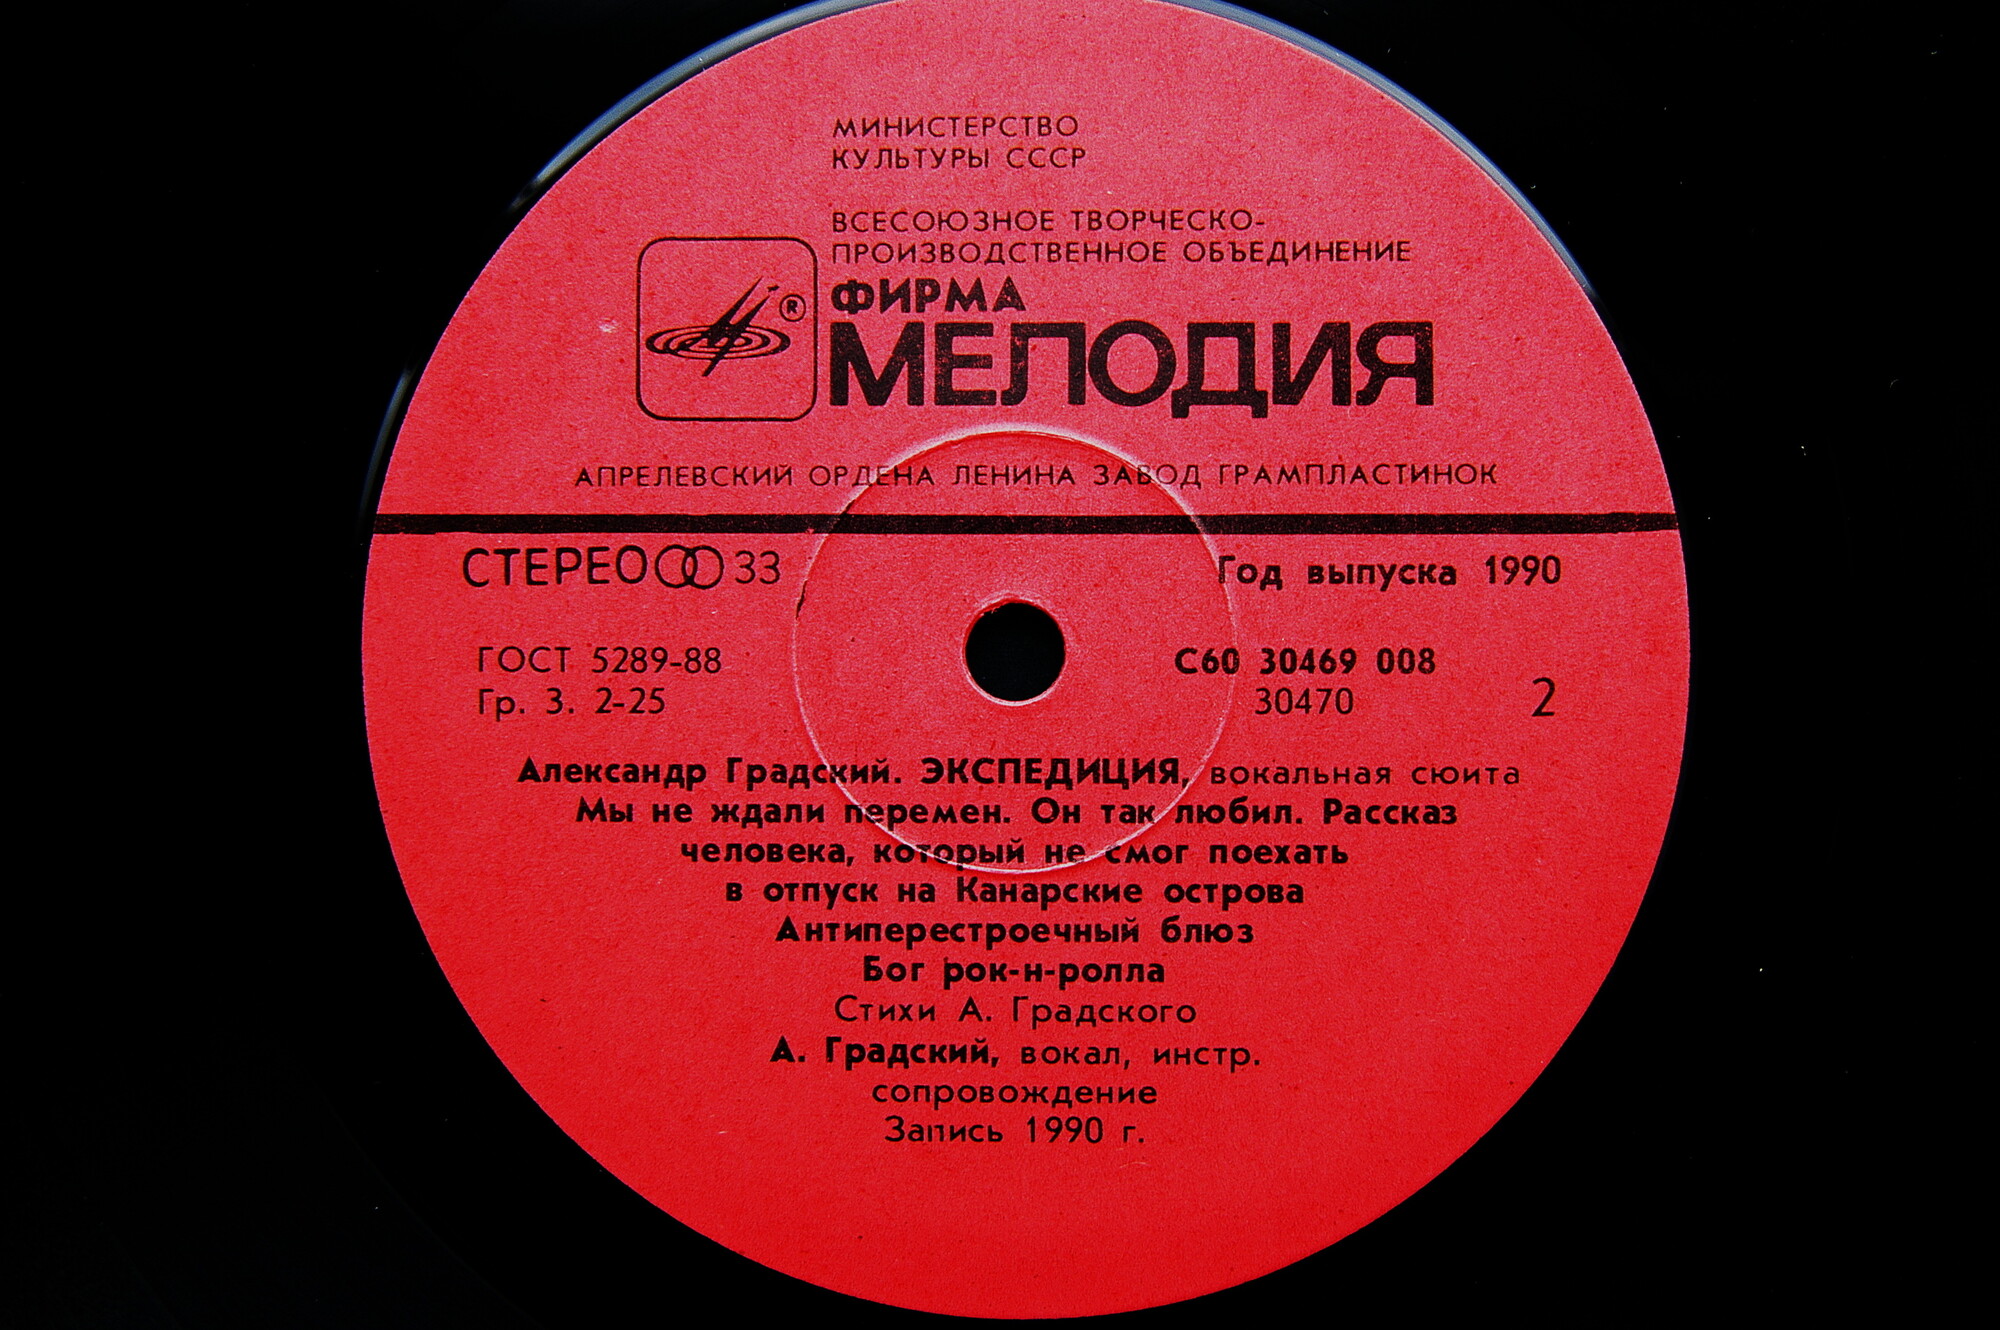 МИНИСТЕРСТВО
КУЛЬТУРЫ СССР
ВСЕСОЮЗНОЕ ТВОРЧЕСКО-
ПРОИЗВОДСТВЕННОЕ ОБЪЕДИНЕНИЕ
ФИРМА
®
МЕЛОДИЯ
АПРЕЛЕВСКИЙ ОРДЕНА ЛЕНИНА ЗАВОД ГРАМПЛАСТИНОК
СТЕРЕО 33
Год выпуска 1990
ГОСТ 5289-88
Гр. 3. 2-25
С60 30469 008
30470
2
Александр Градский. ЭКСПЕДИЦИЯ, вокальная сюита
Мы не ждали перемен. Он так любил. Рассказ
человека, который не смог поехать
в отпуск на Канарские острова
Антиперестроечный блюз
Бог рок-н-ролла
Стихи А. Градского
А. Градский, вокал, инстр.
сопровождение
Запись 1990 г.